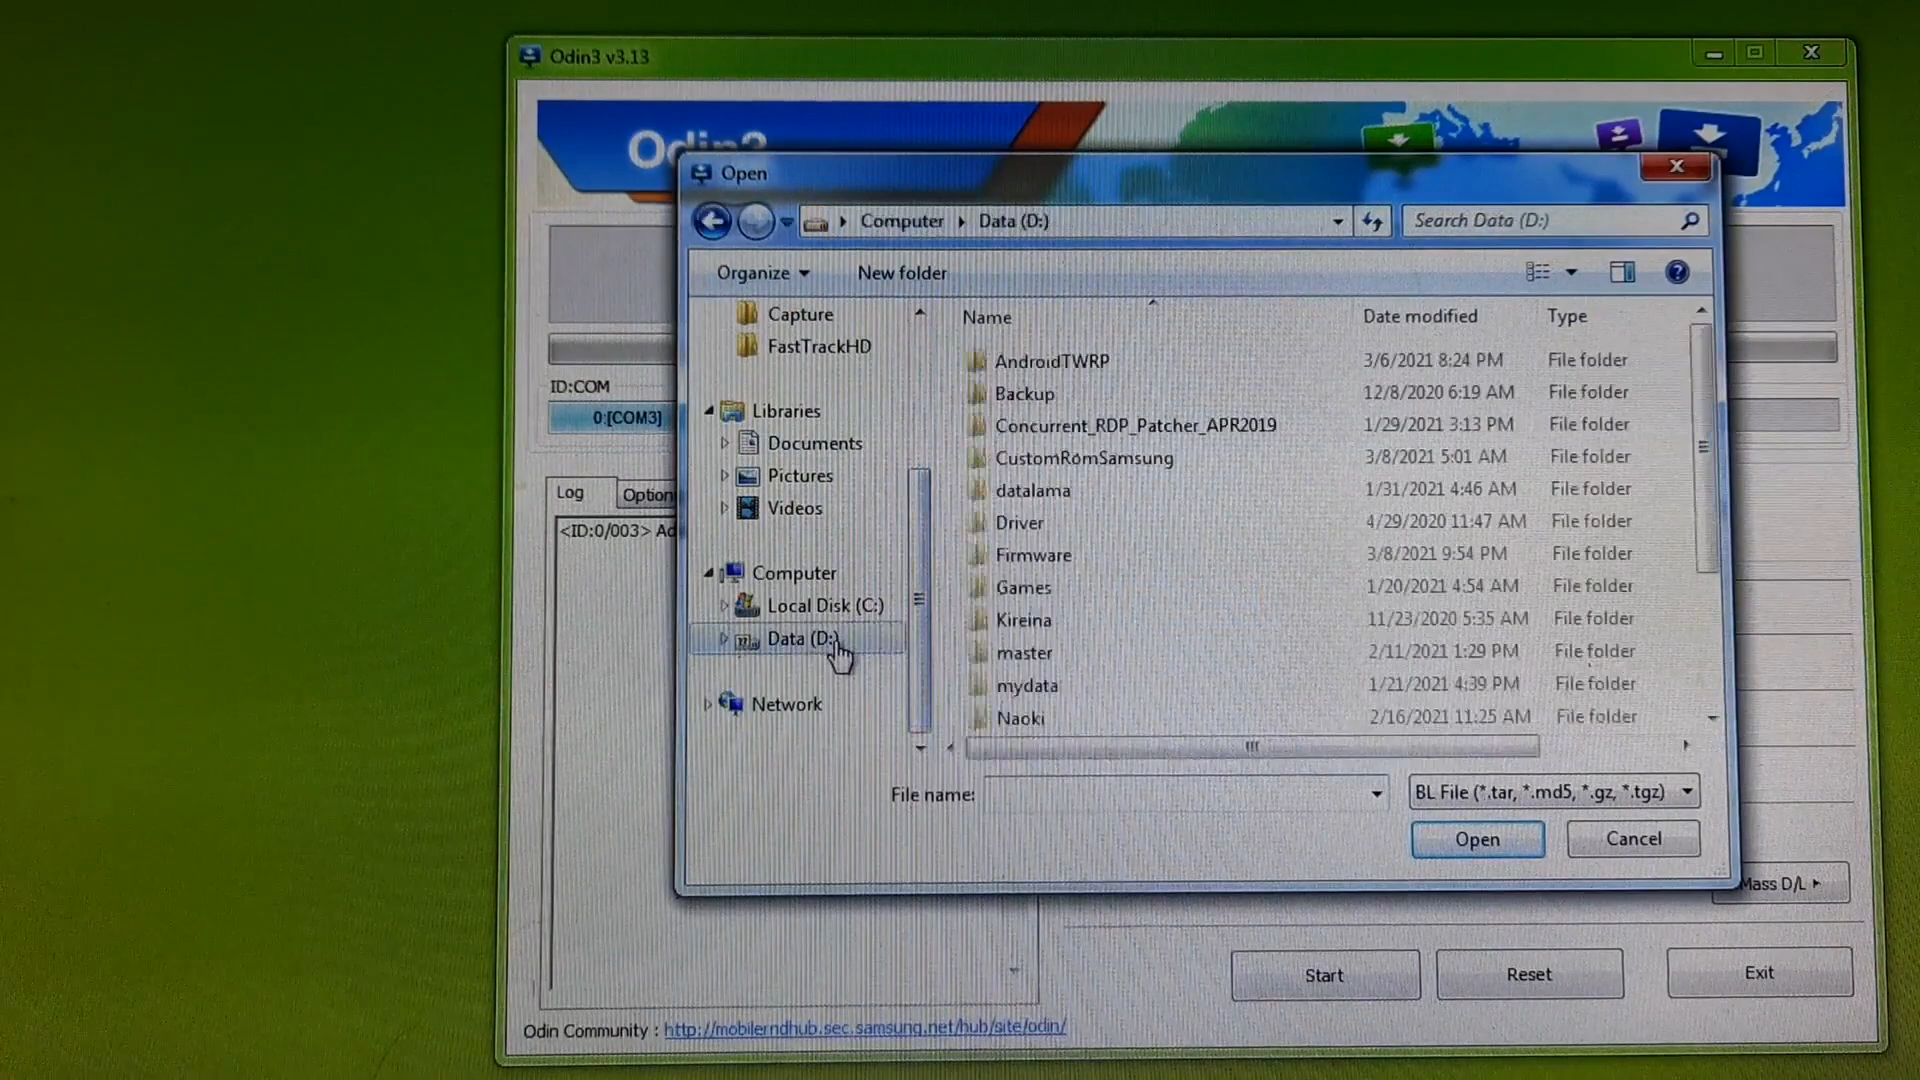 Odin3 v3.13
Odin3
Open
Computer Data (D:)
Search Data (D:)
Organize New folder
Capture
FastTrackHD
Libraries
Documents
Pictures
Videos
Computer
Local Disk (C:)
Data (D:)
Network
Name Date modified Type
AndroidTWRP 3/6/2021 8:24 PM File folder
Backup 12/8/2020 6:19 AM File folder
Concurrent_RDP_Patcher_APR2019 1/29/2021 3:13 PM File folder
CustomRomSamsung 3/8/2021 5:01 AM File folder
datalama 1/31/2021 4:46 AM File folder
Driver 4/29/2020 11:47 AM File folder
Firmware 3/8/2021 9:54 PM File folder
Games 1/20/2021 4:54 AM File folder
Kireina 11/23/2020 5:35 AM File folder
master 2/11/2021 1:29 PM File folder
mydata 1/21/2021 4:39 PM File folder
Naoki 2/16/2021 11:25 AM File folder
File name:
BL File (*.tar, *.md5, *.gz, *.tgz)
Open Cancel
ID:COM
0:[COM3]
Log Option
<ID:0/003> Ad
Mass D/L
Start Reset Exit
Odin Community : http://mobilerndhub.sec.samsung.net/hub/site/odin/